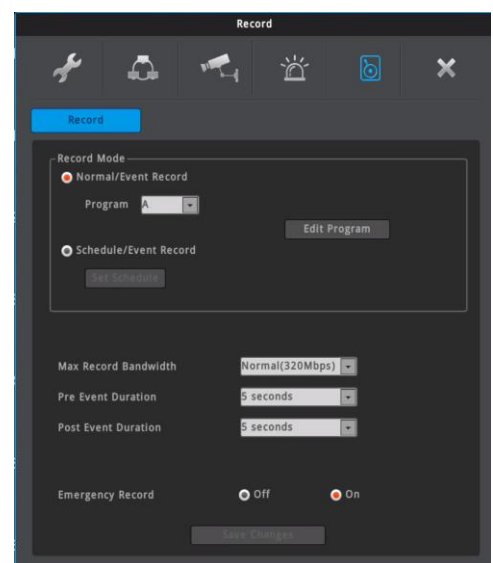 Record
Record
Record Mode
Normal/Event Record
Program A
Edit Program
Schedule/Event Record
Set Schedule
Max Record Bandwidth Normal(320Mbps)
Pre Event Duration 5 seconds
Post Event Duration 5 seconds
Emergency Record Off On
Save Changes